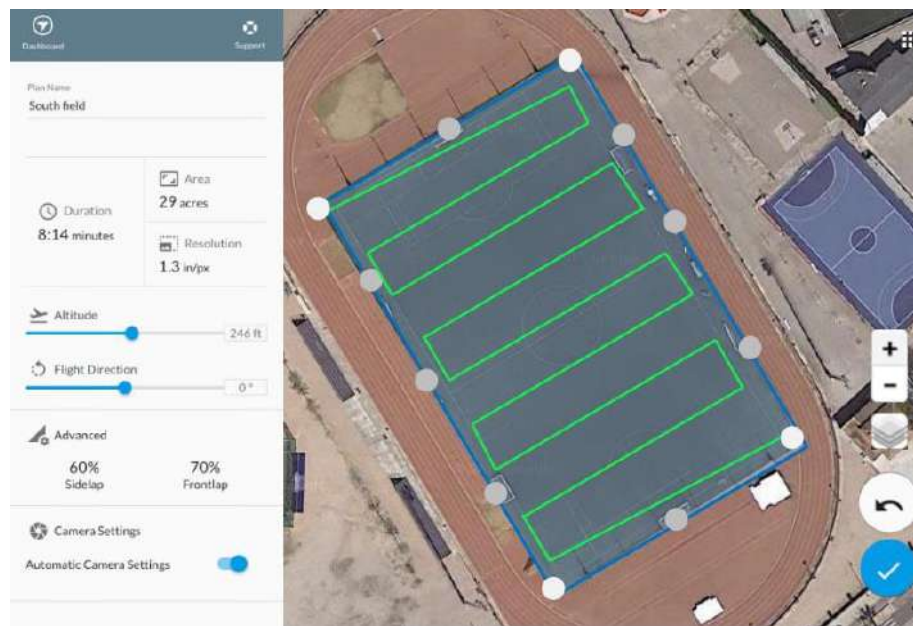 Dashboard
Support
Plan Name
South field
Duration
8:14 minutes
Area
29 acres
Resolution
1.3 in/px
Altitude
246 ft
Flight Direction
0°
Advanced
60%
Sidelap
70%
Frontlap
Camera Settings
Automatic Camera Settings